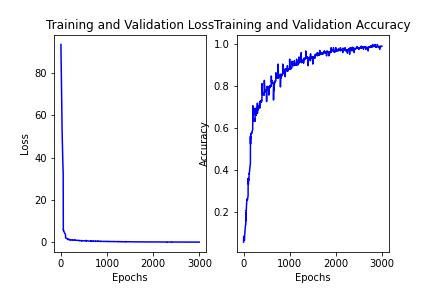 Training and Validation Loss
80
60
40
20
0
Loss
0 1000 2000 3000
Epochs
Training and Validation Accuracy
1.0
0.8
0.6
0.4
0.2
Accuracy
0 1000 2000 3000
Epochs